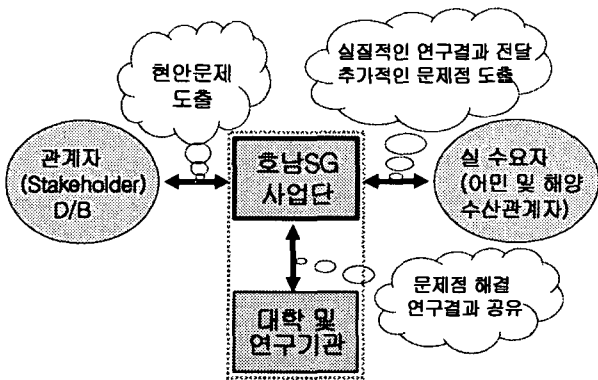 현안문제
도출
실질적인 연구결과 전달
추가적인 문제점 도출
관계자
(Stakeholder)
D/B
호남SG
사업단
실 수요자
(어민 및 해양
수산관계자)
문제점 해결
연구결과 공유
대학 및
연구기관